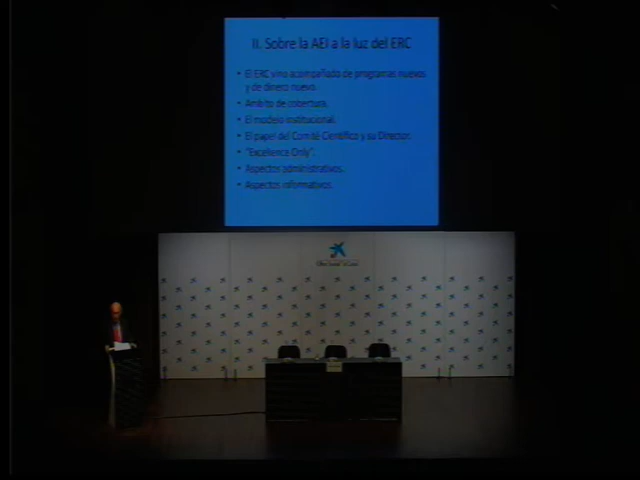 II. Sobre la AEI a la luz del ERC
• El ERC vino acompañado de programas nuevos
y de dinero nuevo.
• Ámbito de cobertura.
• El modelo institucional.
• El papel del Comité Científico y su Director.
• "Excellence Only".
• Aspectos administrativos.
• Aspectos informativos.